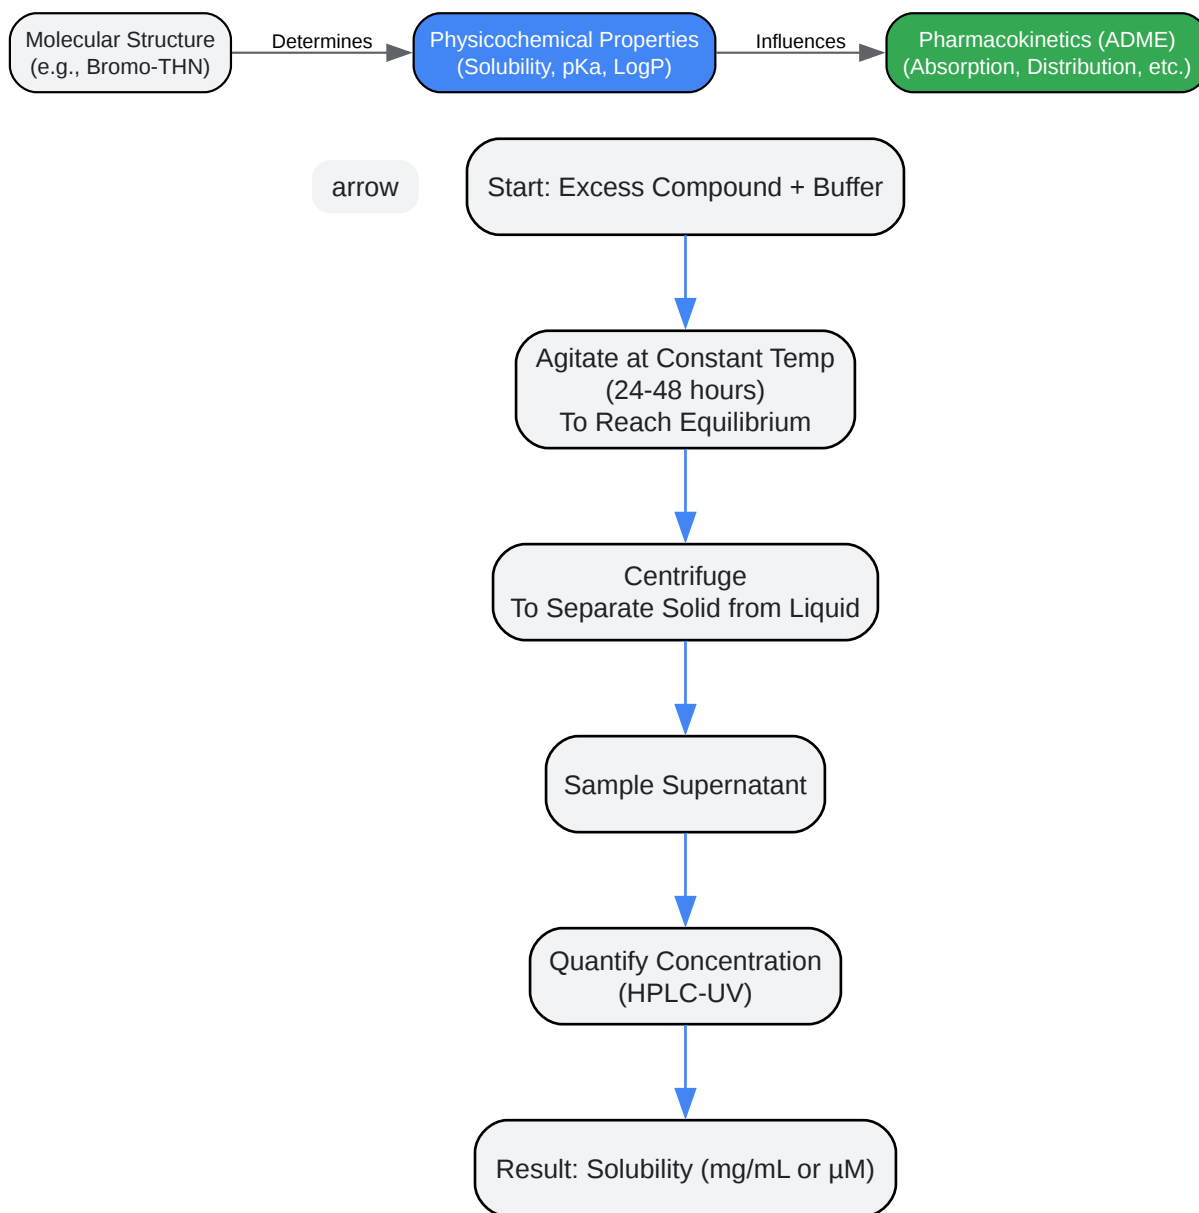 Molecular Structure
(e.g., Bromo-THN)
Determines
Physicochemical Properties
(Solubility, pKa, LogP)
Influences
Pharmacokinetics (ADME)
(Absorption, Distribution, etc.)
arrow
Start: Excess Compound + Buffer
Agitate at Constant Temp
(24-48 hours)
To Reach Equilibrium
Centrifuge
To Separate Solid from Liquid
Sample Supernatant
Quantify Concentration
(HPLC-UV)
Result: Solubility (mg/mL or µM)